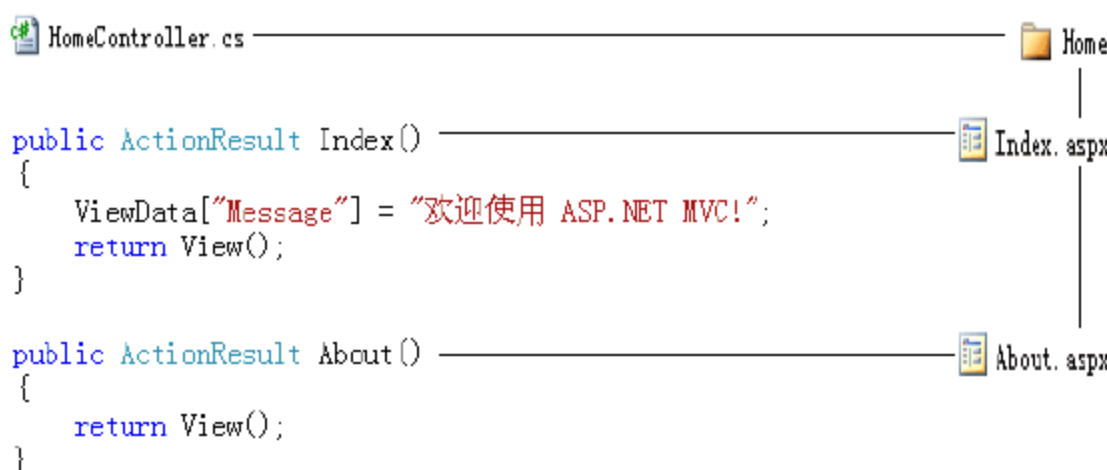 HomeController.cs Home
public ActionResult Index() Index.aspx
{
ViewData["Message"] = "欢迎使用 ASP.NET MVC!";
return View();
}
public ActionResult About() About.aspx
{
return View();
}